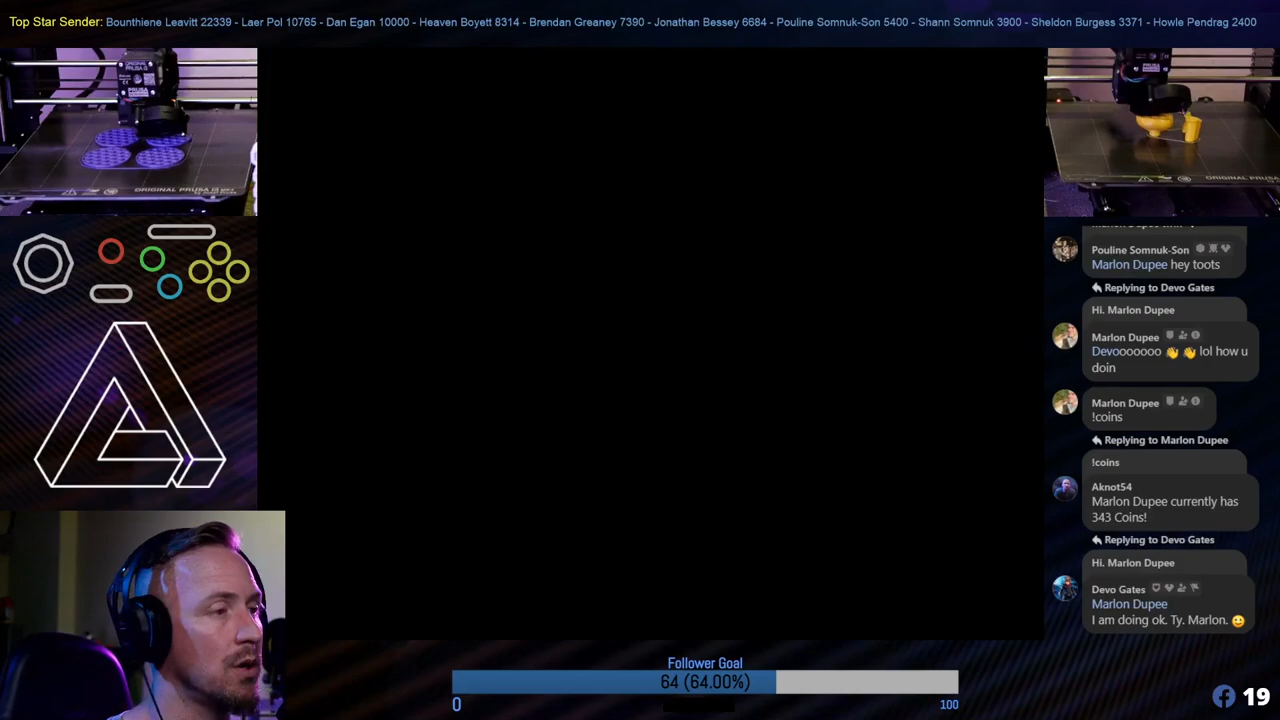 Top Star Sender: Bounthiene Leavitt 22339 - Laer Pol 10765 - Dan Egan 10000 - Heaven Boyett 8314 - Brendan Greaney 7390 - Jonathan Bessey 6684 - Pouline Somnuk-Son 5400 - Shann Somnuk 3900 - Sheldon Burgess 3371 - Howle Pendrag 2400
ORIGINAL PRUSA
ORIGINAL PRUSA
Pouline Somnuk-Son
Marlon Dupee hey toots
Replying to Devo Gates
Hi. Marlon Dupee
Marlon Dupee
Devooooooo 👋 👋 lol how u
doin
Marlon Dupee
!coins
Replying to Marlon Dupee
!coins
Aknot54
Marlon Dupee currently has
343 Coins!
Replying to Devo Gates
Hi. Marlon Dupee
Devo Gates
Marlon Dupee
I am doing ok. Ty. Marlon. 🙂
Follower Goal
64 (64.00%)
0
100
19